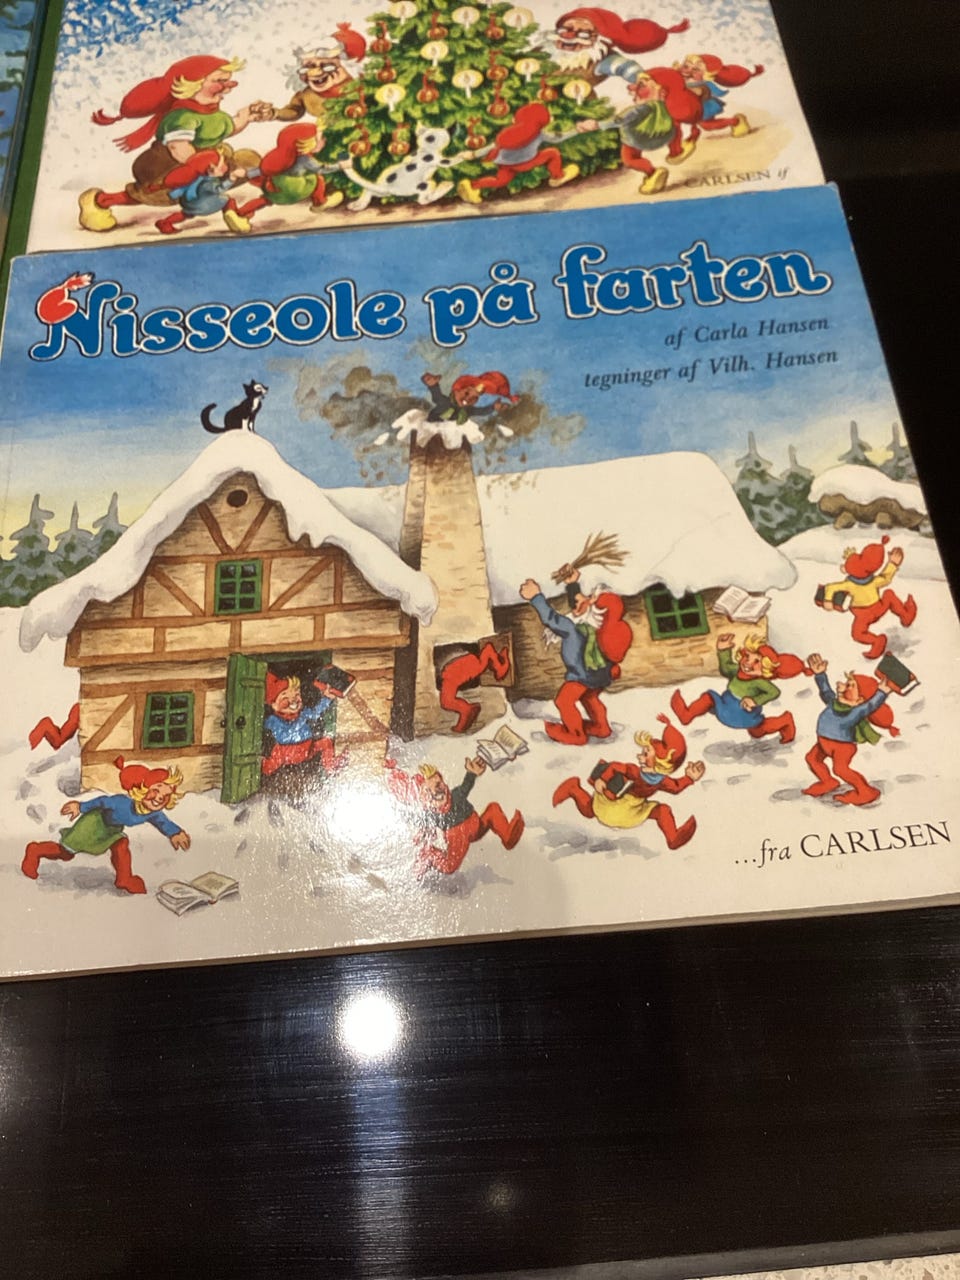 CARLSEN if
Nisseole på farten
af Carla Hansen
tegninger af Vilh. Hansen
...fra CARLSEN